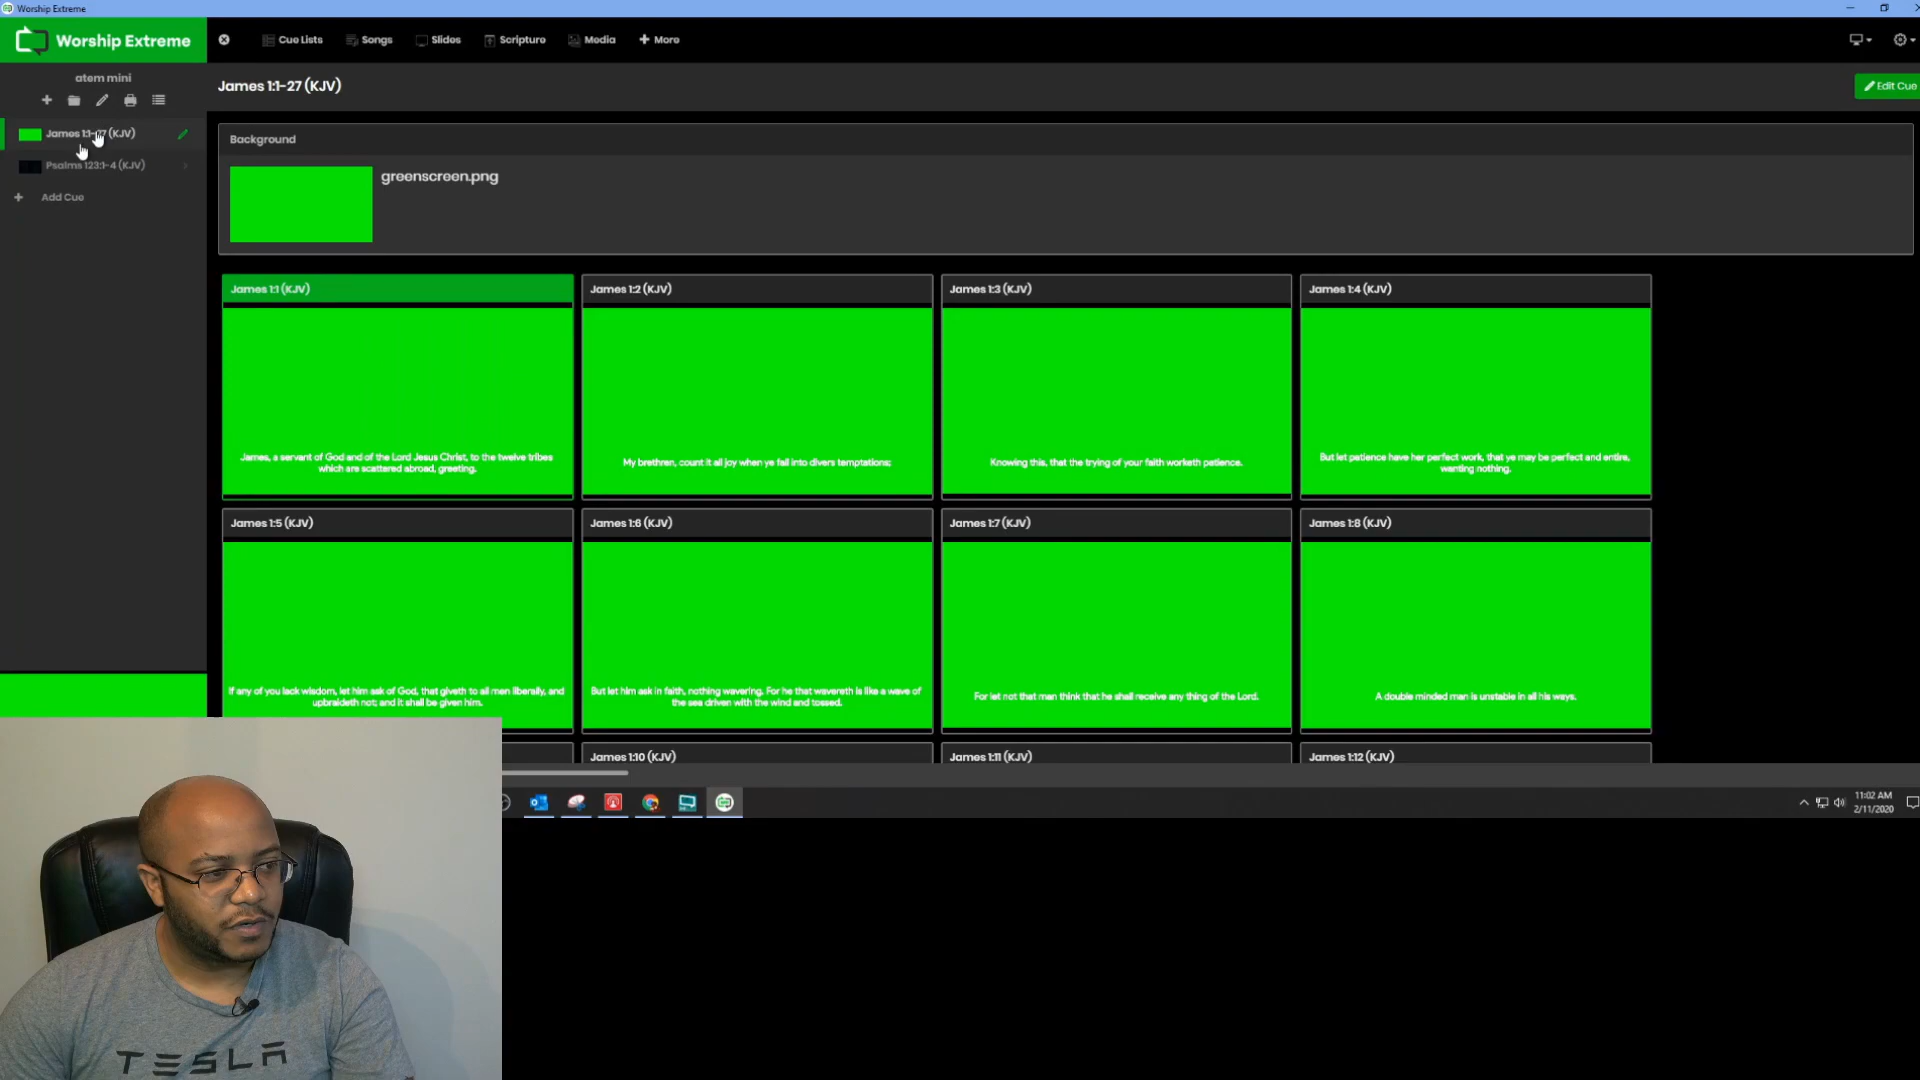 Worship Extreme
Worship Extreme
Cue Lists
Songs
Slides
Scripture
Media
More
atem mini
James 1:1-27 (KJV)
Edit Cue
James 1:1-27 (KJV)
Psalms 123:1-4 (KJV)
Add Cue
Background
greenscreen.png
James 1:1 (KJV)
James 1:2 (KJV)
James 1:3 (KJV)
James 1:4 (KJV)
James, a servant of God and of the Lord Jesus Christ, to the twelve tribes
which are scattered abroad, greeting.
My brethren, count it all joy when ye fall into divers temptations;
Knowing this, that the trying of your faith worketh patience.
But let patience have her perfect work, that ye may be perfect and entire,
wanting nothing.
James 1:5 (KJV)
James 1:6 (KJV)
James 1:7 (KJV)
James 1:8 (KJV)
If any of you lack wisdom, let him ask of God, that giveth to all men liberally, and
upbraideth not; and it shall be given him.
But let him ask in faith, nothing wavering. For he that wavereth is like a wave of
the sea driven with the wind and tossed.
For let not that man think that he shall receive any thing of the Lord.
A double minded man is unstable in all his ways.
James 1:10 (KJV)
James 1:11 (KJV)
James 1:12 (KJV)
11:02 AM
2/11/2020
TESLA